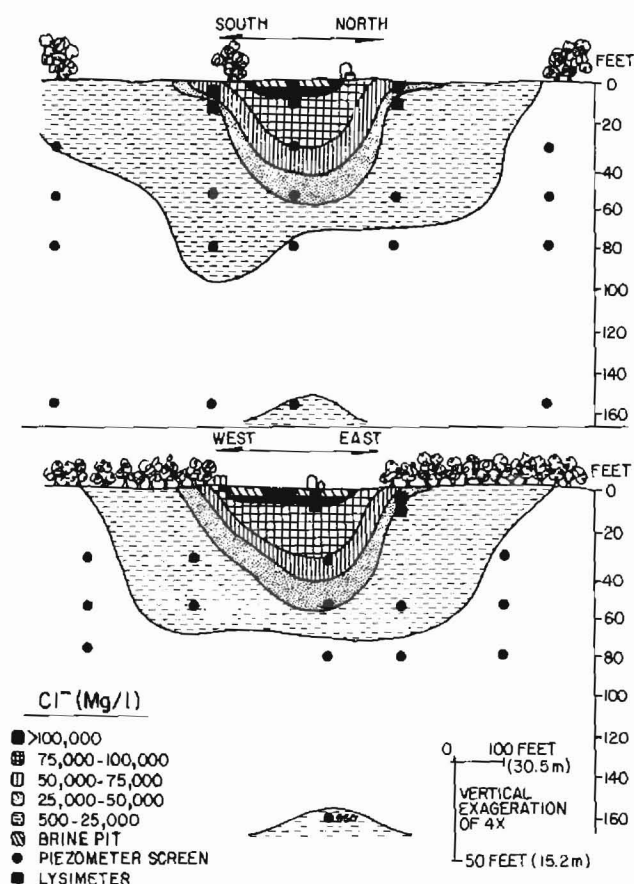 SOUTH NORTH
FEET
0
20
40
60
80
100
120
140
160
WEST EAST
FEET
0
20
40
60
80
100
120
140
160
Cl⁻ (Mg/l)
>100,000
75,000-100,000
50,000-75,000
25,000-50,000
500-25,000
BRINE PIT
PIEZOMETER SCREEN
LYSIMETER
0 100 FEET
(30.5m)
VERTICAL
EXAGERATION
OF 4X
50 FEET (15.2m)